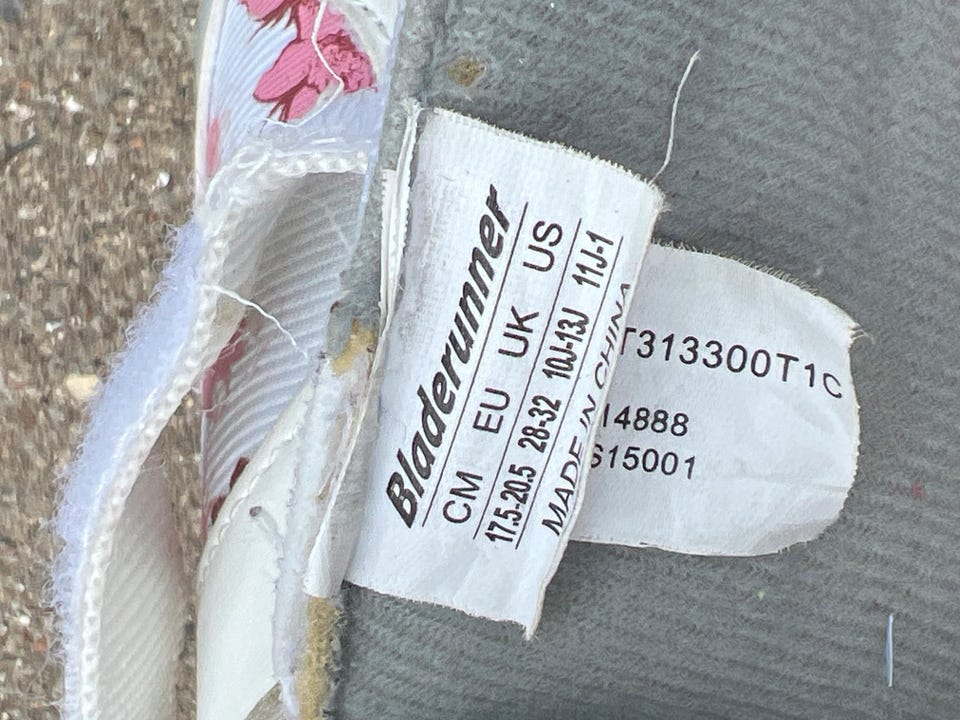 Bladerunner
CM EU UK US
17.5-20.5 28-32 10J-13J 11J-1
MADE IN CHINA
T313300T1C
14888
S15001